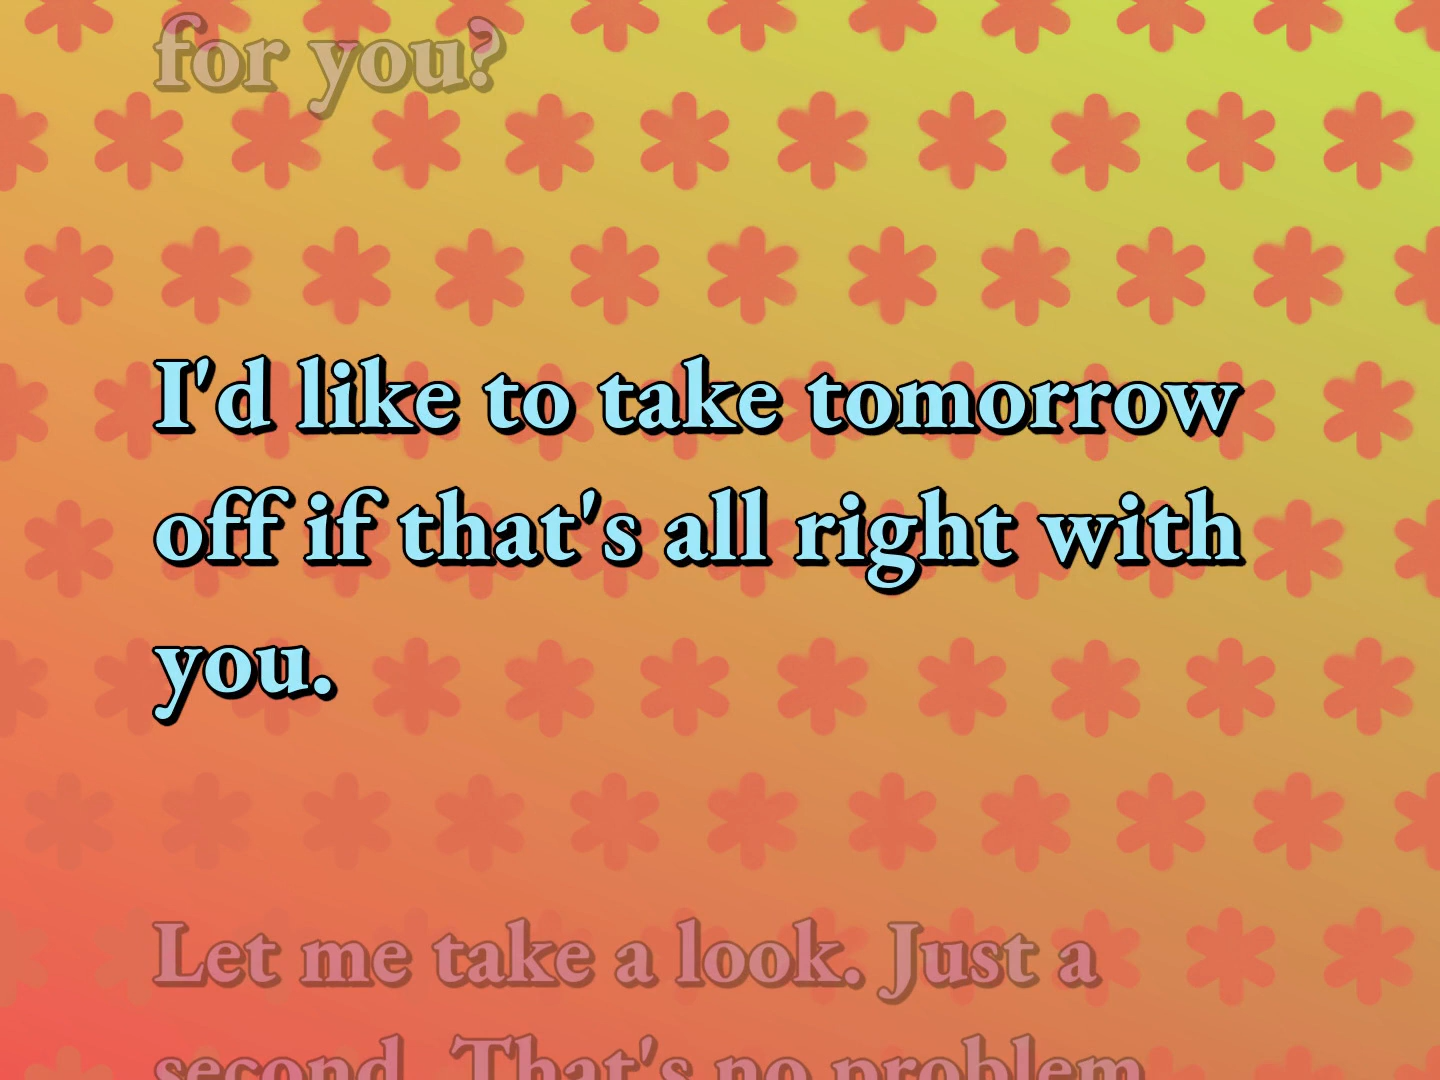 for you?
I'd like to take tomorrow
off if that's all right with
you.
Let me take a look. Just a
second. That's no problem